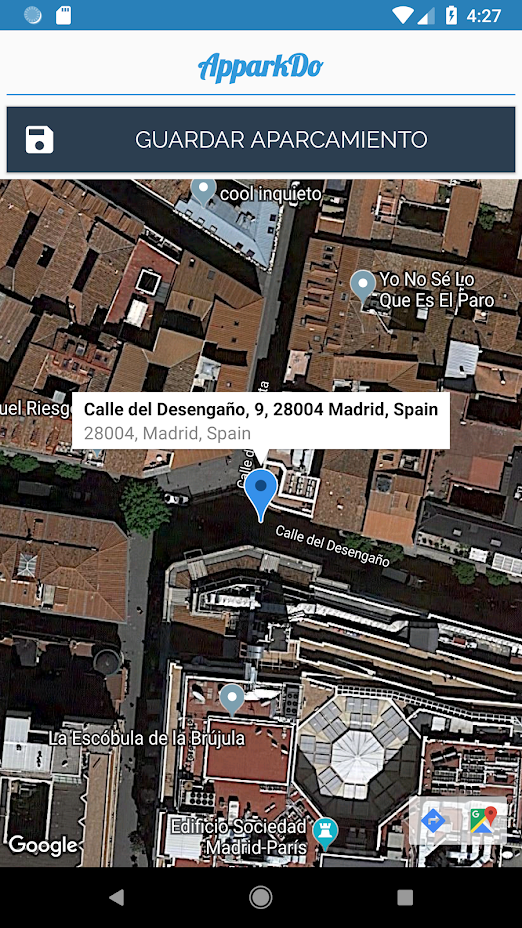 4:27
ApparkDo
GUARDAR APARCAMIENTO
cool inquieto
Yo No Sé Lo
Que Es El Paro
uel Riesg
Calle del Desengaño, 9, 28004 Madrid, Spain
28004, Madrid, Spain
Calle del Desengaño
La Escóbula de la Brújula
Edificio Sociedad
Madrid-París
Google